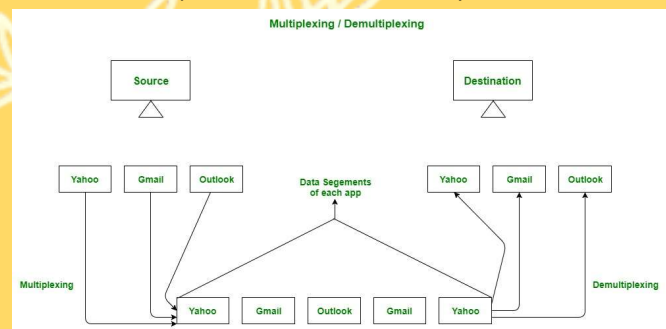 Multiplexing / Demultiplexing
Source
Destination
Yahoo
Gmail
Outlook
Data Segements
of each app
Yahoo
Gmail
Outlook
Multiplexing
Yahoo
Gmail
Outlook
Gmail
Yahoo
Demultiplexing